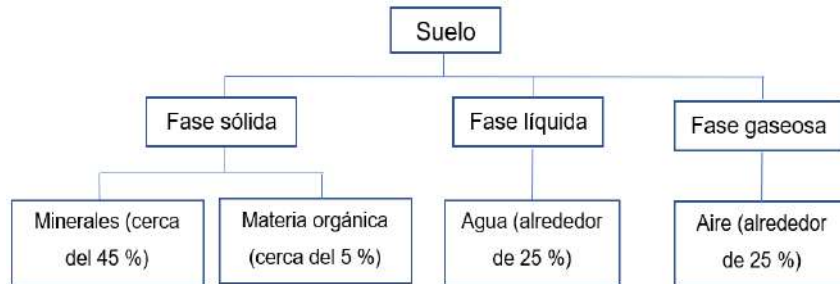 Suelo
Fase sólida
Fase líquida
Fase gaseosa
Minerales (cerca
del 45 %)
Materia orgánica
(cerca del 5 %)
Agua (alrededor
de 25 %)
Aire (alrededor
de 25 %)